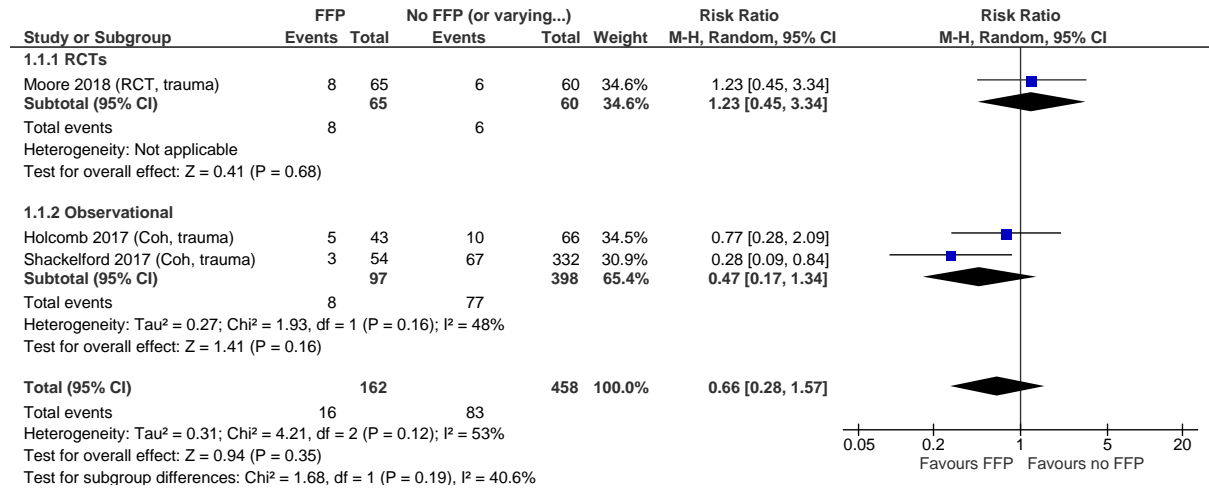 FFP No FFP (or varying...) Risk Ratio Risk Ratio
Study or Subgroup Events Total Events Total Weight M-H, Random, 95% CI M-H, Random, 95% CI
1.1.1 RCTs
Moore 2018 (RCT, trauma) 8 65 6 60 34.6% 1.23 [0.45, 3.34]
Subtotal (95% CI) 65 60 34.6% 1.23 [0.45, 3.34]
Total events 8 6
Heterogeneity: Not applicable
Test for overall effect: Z = 0.41 (P = 0.68)
1.1.2 Observational
Holcomb 2017 (Coh, trauma) 5 43 10 66 34.5% 0.77 [0.28, 2.09]
Shackelford 2017 (Coh, trauma) 3 54 67 332 30.9% 0.28 [0.09, 0.84]
Subtotal (95% CI) 97 398 65.4% 0.47 [0.17, 1.34]
Total events 8 77
Heterogeneity: Tau² = 0.27; Chi² = 1.93, df = 1 (P = 0.16); I² = 48%
Test for overall effect: Z = 1.41 (P = 0.16)
Total (95% CI) 162 458 100.0% 0.66 [0.28, 1.57]
Total events 16 83
Heterogeneity: Tau² = 0.31; Chi² = 4.21, df = 2 (P = 0.12); I² = 53%
Test for overall effect: Z = 0.94 (P = 0.35)
Test for subgroup differences: Chi² = 1.68, df = 1 (P = 0.19), I² = 40.6%
0.05 0.2 1 5 20
Favours FFP Favours no FFP